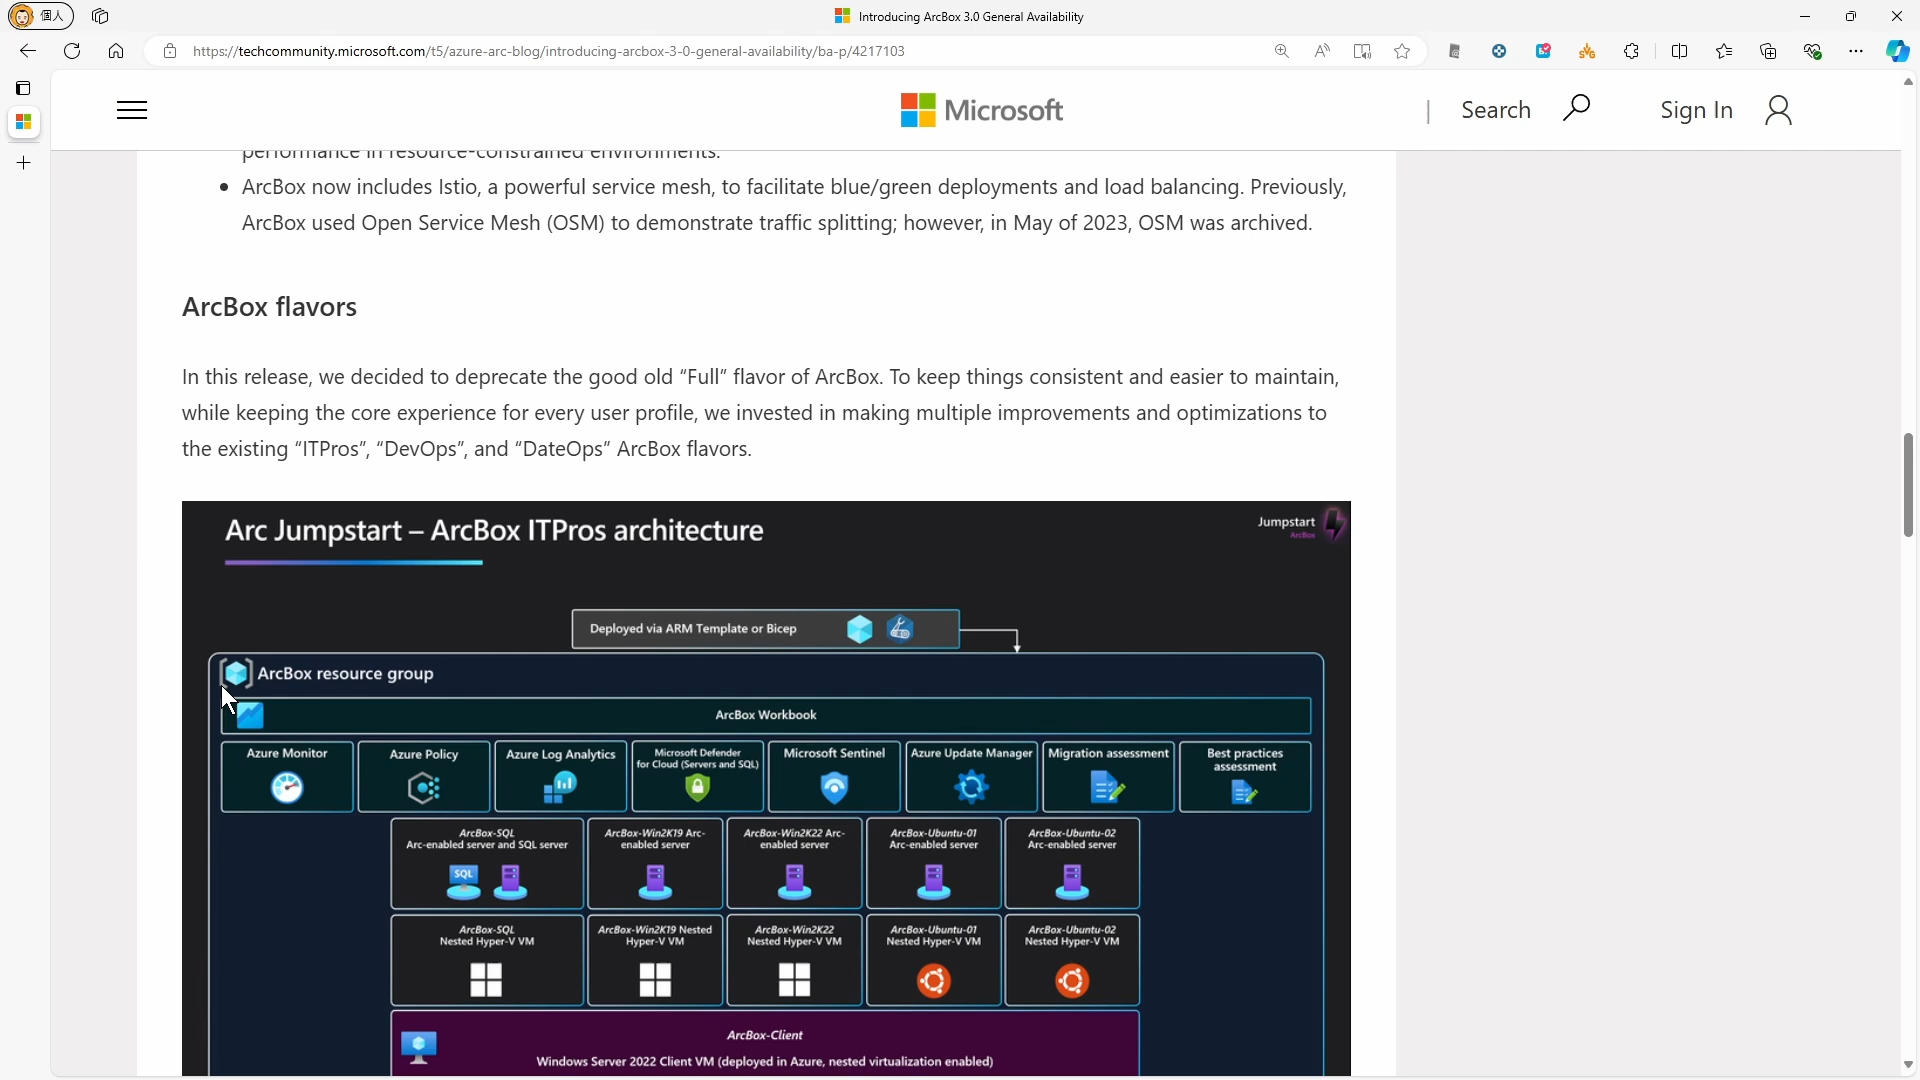 個人
Introducing ArcBox 3.0 General Availability
https://techcommunity.microsoft.com/t5/azure-arc-blog/introducing-arcbox-3-0-general-availability/ba-p/4217103
Microsoft
Search
Sign In
performance in resource-constrained environments.
• ArcBox now includes Istio, a powerful service mesh, to facilitate blue/green deployments and load balancing. Previously,
ArcBox used Open Service Mesh (OSM) to demonstrate traffic splitting; however, in May of 2023, OSM was archived.
ArcBox flavors
In this release, we decided to deprecate the good old “Full” flavor of ArcBox. To keep things consistent and easier to maintain,
while keeping the core experience for every user profile, we invested in making multiple improvements and optimizations to
the existing “ITPros”, “DevOps”, and “DateOps” ArcBox flavors.
Arc Jumpstart – ArcBox ITPros architecture
Jumpstart
ArcBox
Deployed via ARM Template or Bicep
ArcBox resource group
ArcBox Workbook
Azure Monitor
Azure Policy
Azure Log Analytics
Microsoft Defender
for Cloud (Servers and SQL)
Microsoft Sentinel
Azure Update Manager
Migration assessment
Best practices
assessment
ArcBox-SQL
Arc-enabled server and SQL server
SQL
ArcBox-Win2K19 Arc-
enabled server
ArcBox-Win2K22 Arc-
enabled server
ArcBox-Ubuntu-01
Arc-enabled server
ArcBox-Ubuntu-02
Arc-enabled server
ArcBox-SQL
Nested Hyper-V VM
ArcBox-Win2K19 Nested
Hyper-V VM
ArcBox-Win2K22
Nested Hyper-V VM
ArcBox-Ubuntu-01
Nested Hyper-V VM
ArcBox-Ubuntu-02
Nested Hyper-V VM
ArcBox-Client
Windows Server 2022 Client VM (deployed in Azure, nested virtualization enabled)